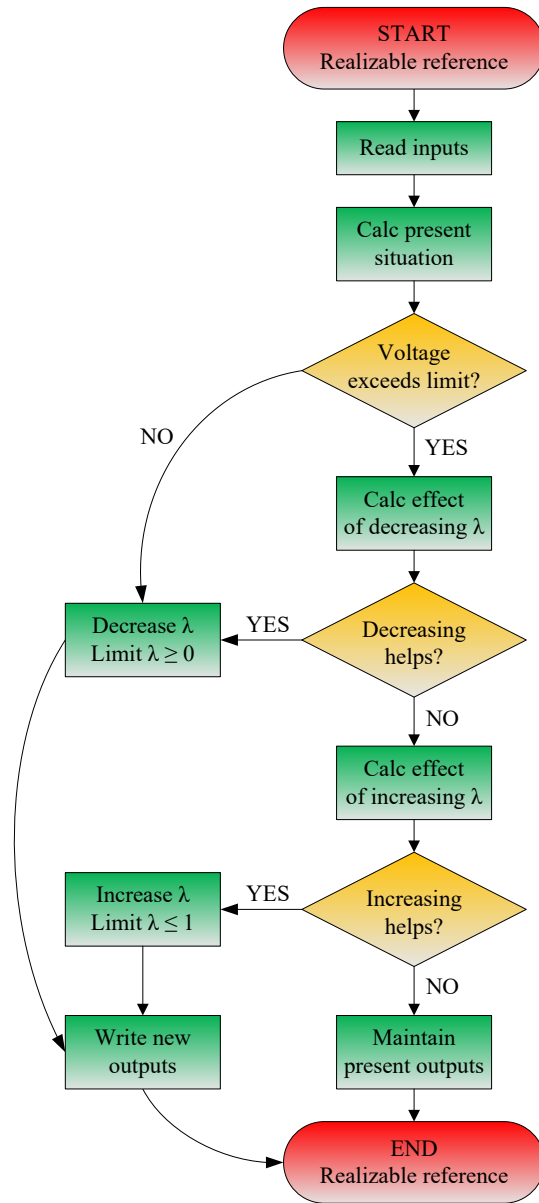 START
Realizable reference
Read inputs
Calc present
situation
Voltage
exceeds limit?
NO
YES
Calc effect
of decreasing λ
Decrease λ
Limit λ ≥ 0
YES
Decreasing
helps?
NO
Calc effect
of increasing λ
Increase λ
Limit λ ≤ 1
YES
Increasing
helps?
NO
Write new
outputs
Maintain
present outputs
END
Realizable reference